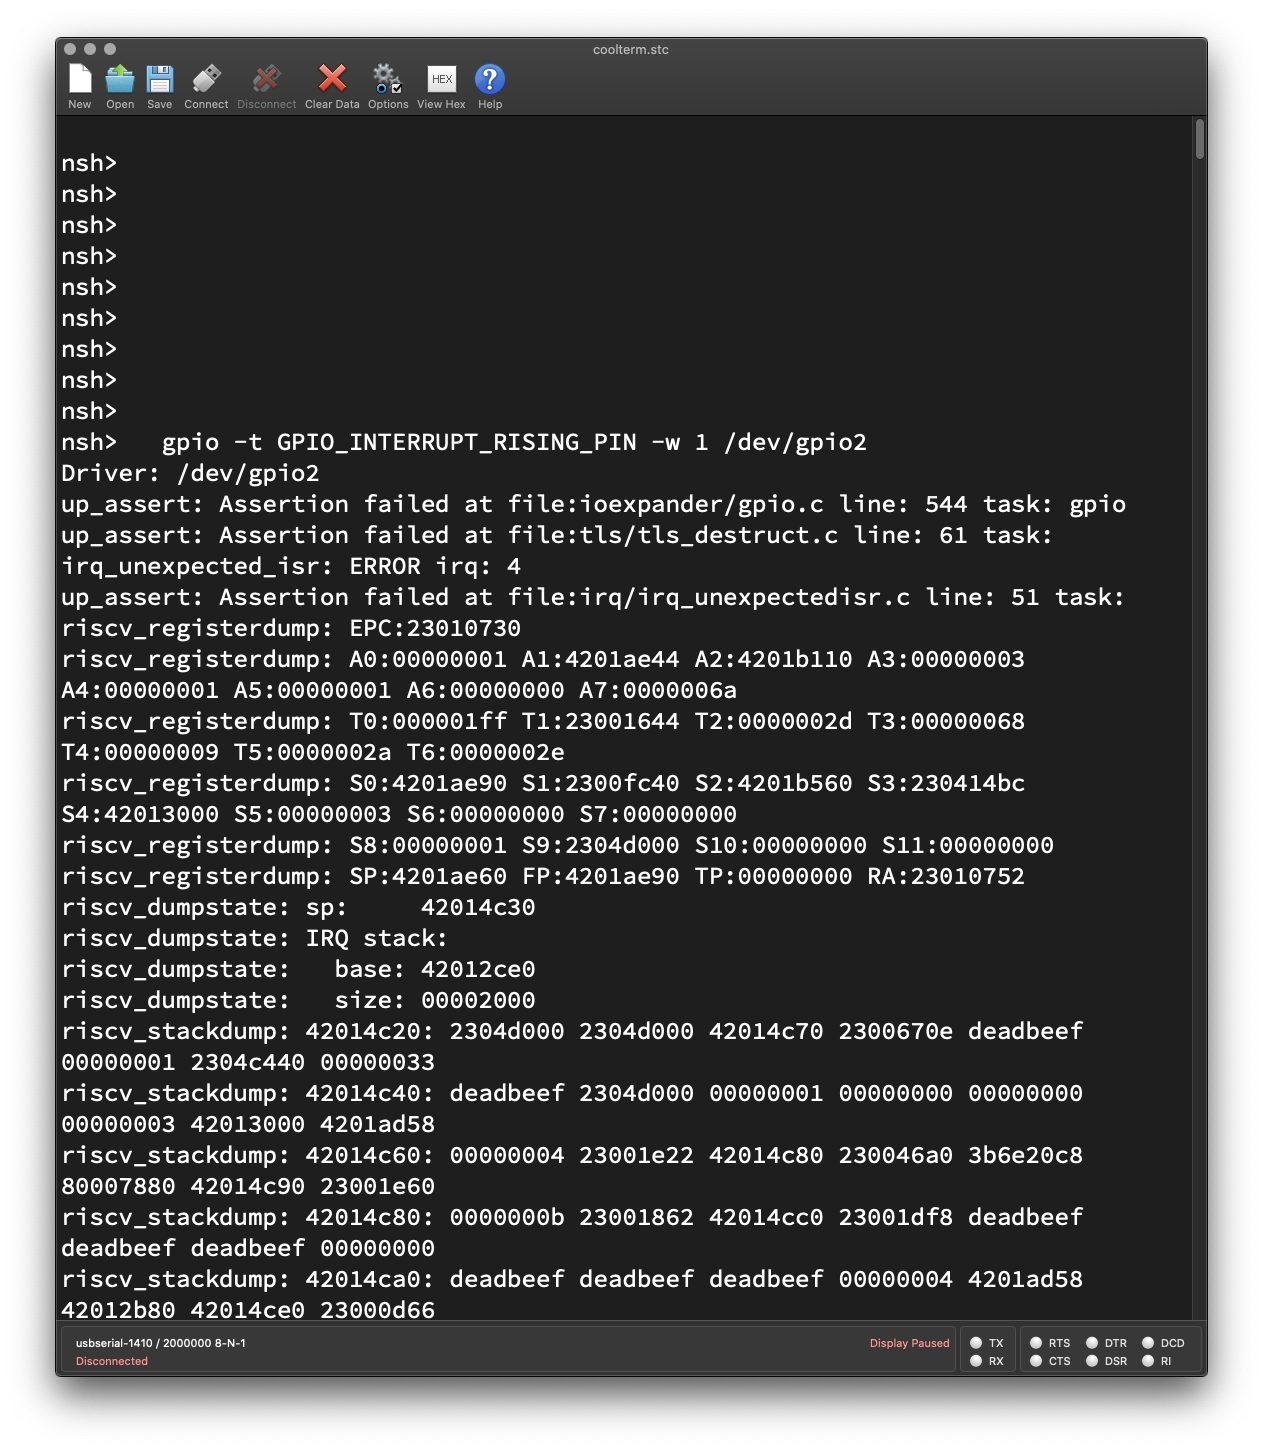 coolterm.stc
New Open Save Connect Disconnect Clear Data Options HEX View Hex ? Help
nsh>
nsh>
nsh>
nsh>
nsh>
nsh>
nsh>
nsh>
nsh>
nsh>   gpio -t GPIO_INTERRUPT_RISING_PIN -w 1 /dev/gpio2
Driver: /dev/gpio2
up_assert: Assertion failed at file:ioexpander/gpio.c line: 544 task: gpio
up_assert: Assertion failed at file:tls/tls_destruct.c line: 61 task:
irq_unexpected_isr: ERROR irq: 4
up_assert: Assertion failed at file:irq/irq_unexpectedisr.c line: 51 task:
riscv_registerdump: EPC:23010730
riscv_registerdump: A0:00000001 A1:4201ae44 A2:4201b110 A3:00000003
A4:00000001 A5:00000001 A6:00000000 A7:0000006a
riscv_registerdump: T0:000001ff T1:23001644 T2:0000002d T3:00000068
T4:00000009 T5:0000002a T6:0000002e
riscv_registerdump: S0:4201ae90 S1:2300fc40 S2:4201b560 S3:230414bc
S4:42013000 S5:00000003 S6:00000000 S7:00000000
riscv_registerdump: S8:00000001 S9:2304d000 S10:00000000 S11:00000000
riscv_registerdump: SP:4201ae60 FP:4201ae90 TP:00000000 RA:23010752
riscv_dumpstate: sp:     42014c30
riscv_dumpstate: IRQ stack:
riscv_dumpstate:   base: 42012ce0
riscv_dumpstate:   size: 00002000
riscv_stackdump: 42014c20: 2304d000 2304d000 42014c70 2300670e deadbeef
00000001 2304c440 00000033
riscv_stackdump: 42014c40: deadbeef 2304d000 00000001 00000000 00000000
00000003 42013000 4201ad58
riscv_stackdump: 42014c60: 00000004 23001e22 42014c80 230046a0 3b6e20c8
80007880 42014c90 23001e60
riscv_stackdump: 42014c80: 0000000b 23001862 42014cc0 23001df8 deadbeef
deadbeef deadbeef 00000000
riscv_stackdump: 42014ca0: deadbeef deadbeef deadbeef 00000004 4201ad58
42012b80 42014ce0 23000d66
usbserial-1410 / 2000000 8-N-1
Disconnected
Display Paused
TX RTS DTR DCD
RX CTS DSR RI